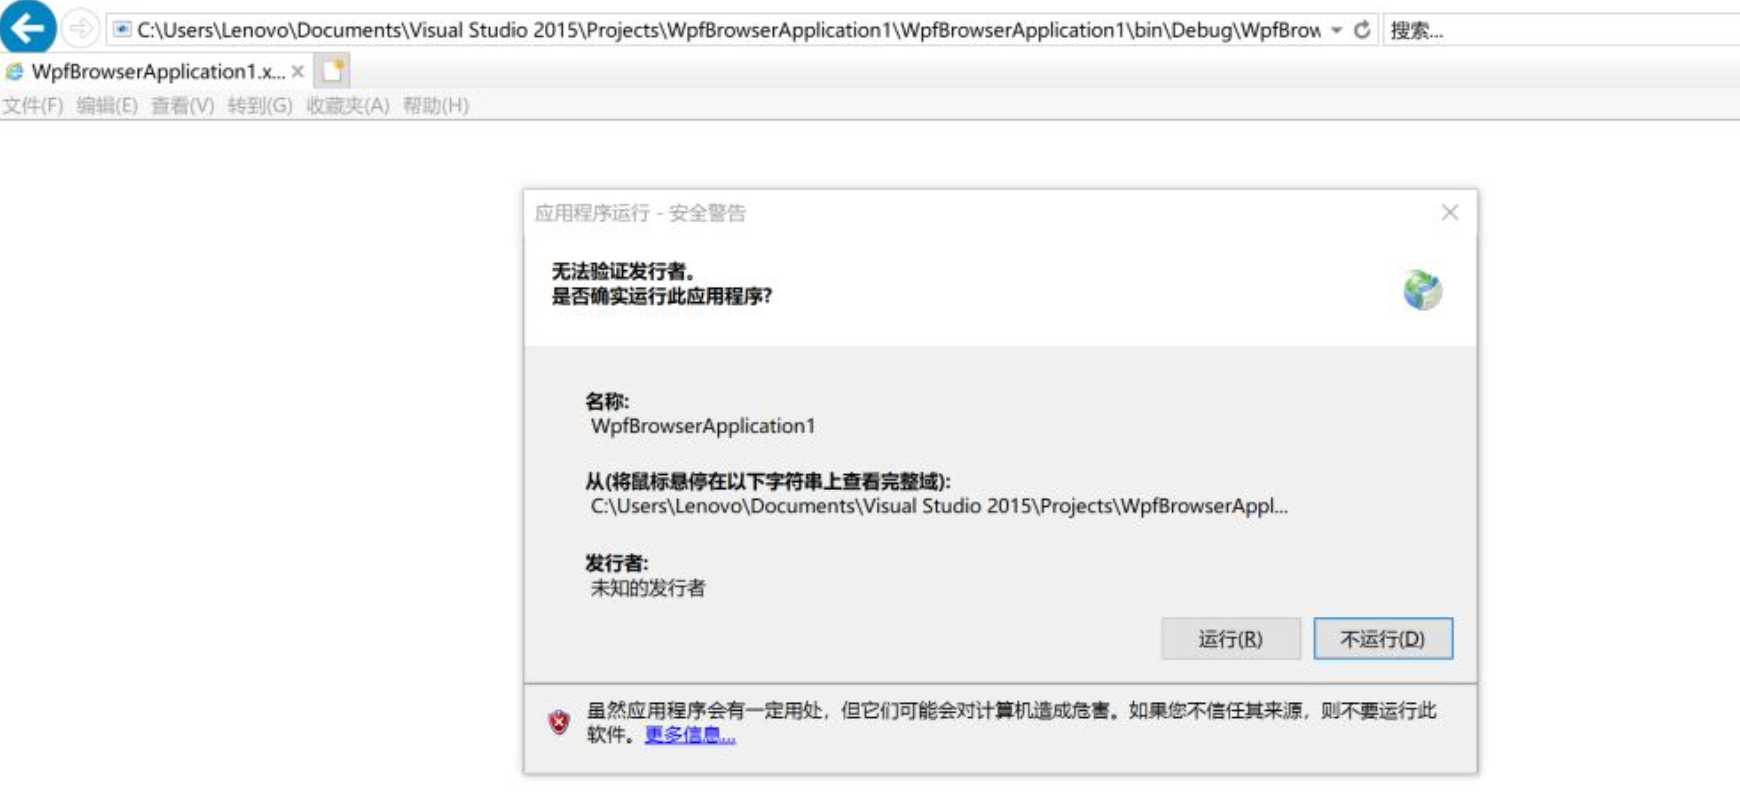 C:\Users\Lenovo\Documents\Visual Studio 2015\Projects\WpfBrowserApplication1\WpfBrowserApplication1\bin\Debug\WpfBrow
搜索...
WpfBrowserApplication1.x...
文件(F) 编辑(E) 查看(V) 转到(G) 收藏夹(A) 帮助(H)
应用程序运行 - 安全警告
无法验证发行者。
是否确实运行此应用程序?
名称:
WpfBrowserApplication1
从(将鼠标悬停在以下字符串上查看完整域):
C:\Users\Lenovo\Documents\Visual Studio 2015\Projects\WpfBrowserAppl...
发行者:
未知的发行者
运行(R) 不运行(D)
虽然应用程序会有一定用处，但它们可能会对计算机造成危害。如果您不信任其来源，则不要运行此
软件。更多信息...